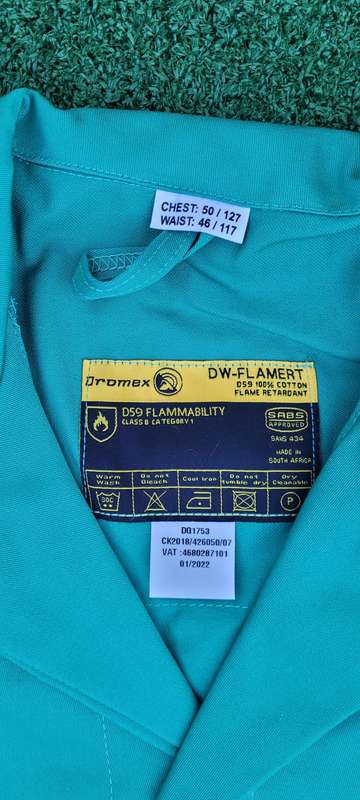 CHEST: 50 / 127
WAIST: 46 / 117
Dromex
DW-FLAMERT
D59 100% COTTON
FLAME RETARDANT
D59 FLAMMABILITY
CLASS B CATEGORY 1
SABS
APPROVED
SANS 434
MADE IN
SOUTH AFRICA
Warm Wash
Do not Bleach
Cool Iron
Do not tumble dry
Dry Cleanable
30C
P
DG1753
CK2018/426050/07
VAT :4680287101
01/2022